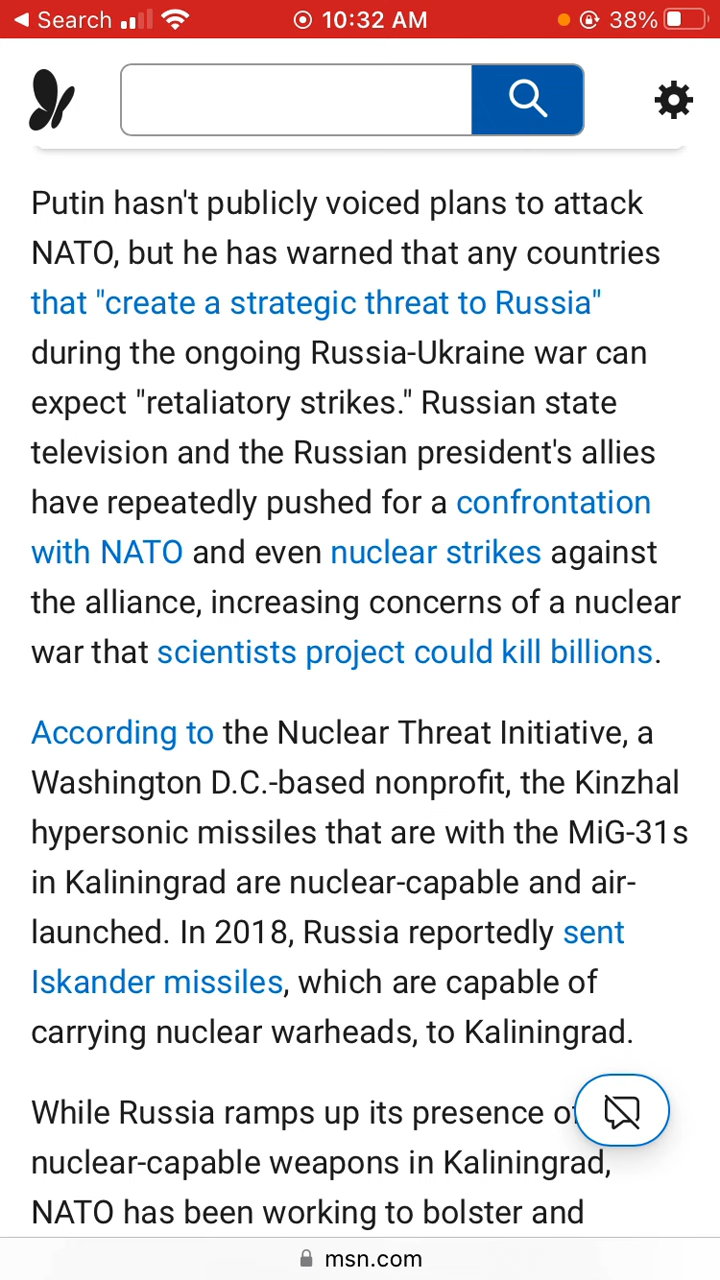 Search
10:32 AM
38%
Putin hasn't publicly voiced plans to attack
NATO, but he has warned that any countries
that "create a strategic threat to Russia"
during the ongoing Russia-Ukraine war can
expect "retaliatory strikes." Russian state
television and the Russian president's allies
have repeatedly pushed for a confrontation
with NATO and even nuclear strikes against
the alliance, increasing concerns of a nuclear
war that scientists project could kill billions.
According to the Nuclear Threat Initiative, a
Washington D.C.-based nonprofit, the Kinzhal
hypersonic missiles that are with the MiG-31s
in Kaliningrad are nuclear-capable and air-
launched. In 2018, Russia reportedly sent
Iskander missiles, which are capable of
carrying nuclear warheads, to Kaliningrad.
While Russia ramps up its presence of
nuclear-capable weapons in Kaliningrad,
NATO has been working to bolster and
msn.com